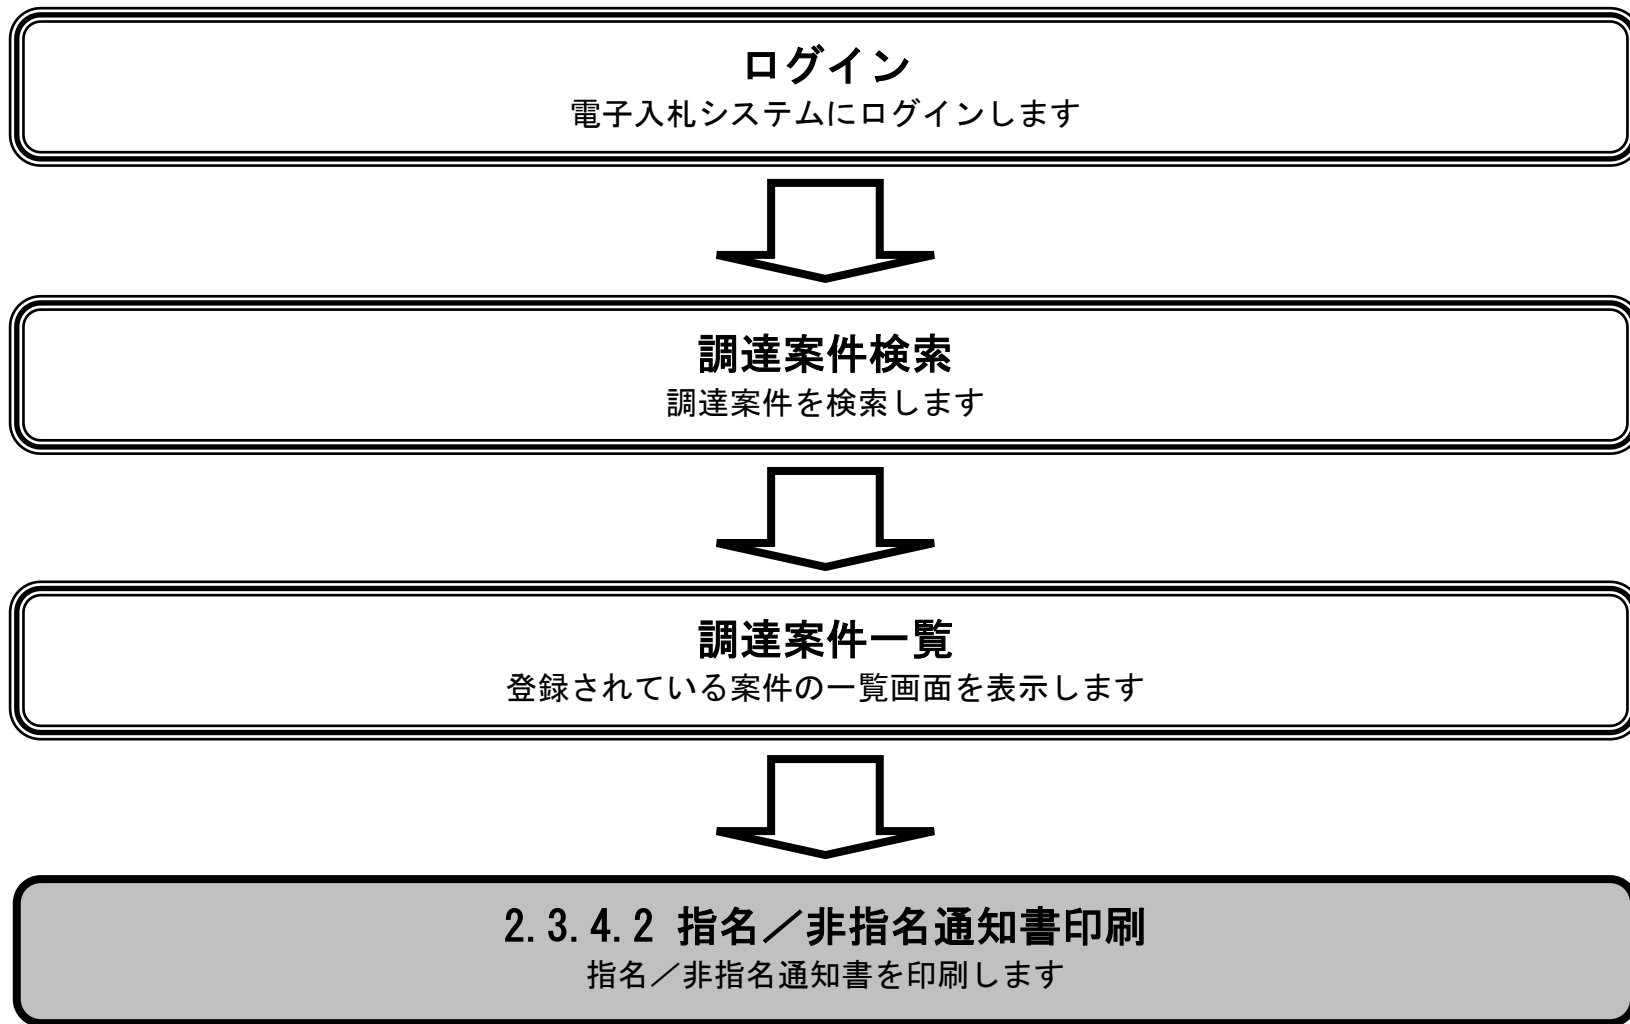 ログイン
電子入札システムにログインします
調達案件検索
調達案件を検索します
調達案件一覧
登録されている案件の一覧画面を表示します
2.3.4.2 指名／非指名通知書印刷
指名／非指名通知書を印刷します